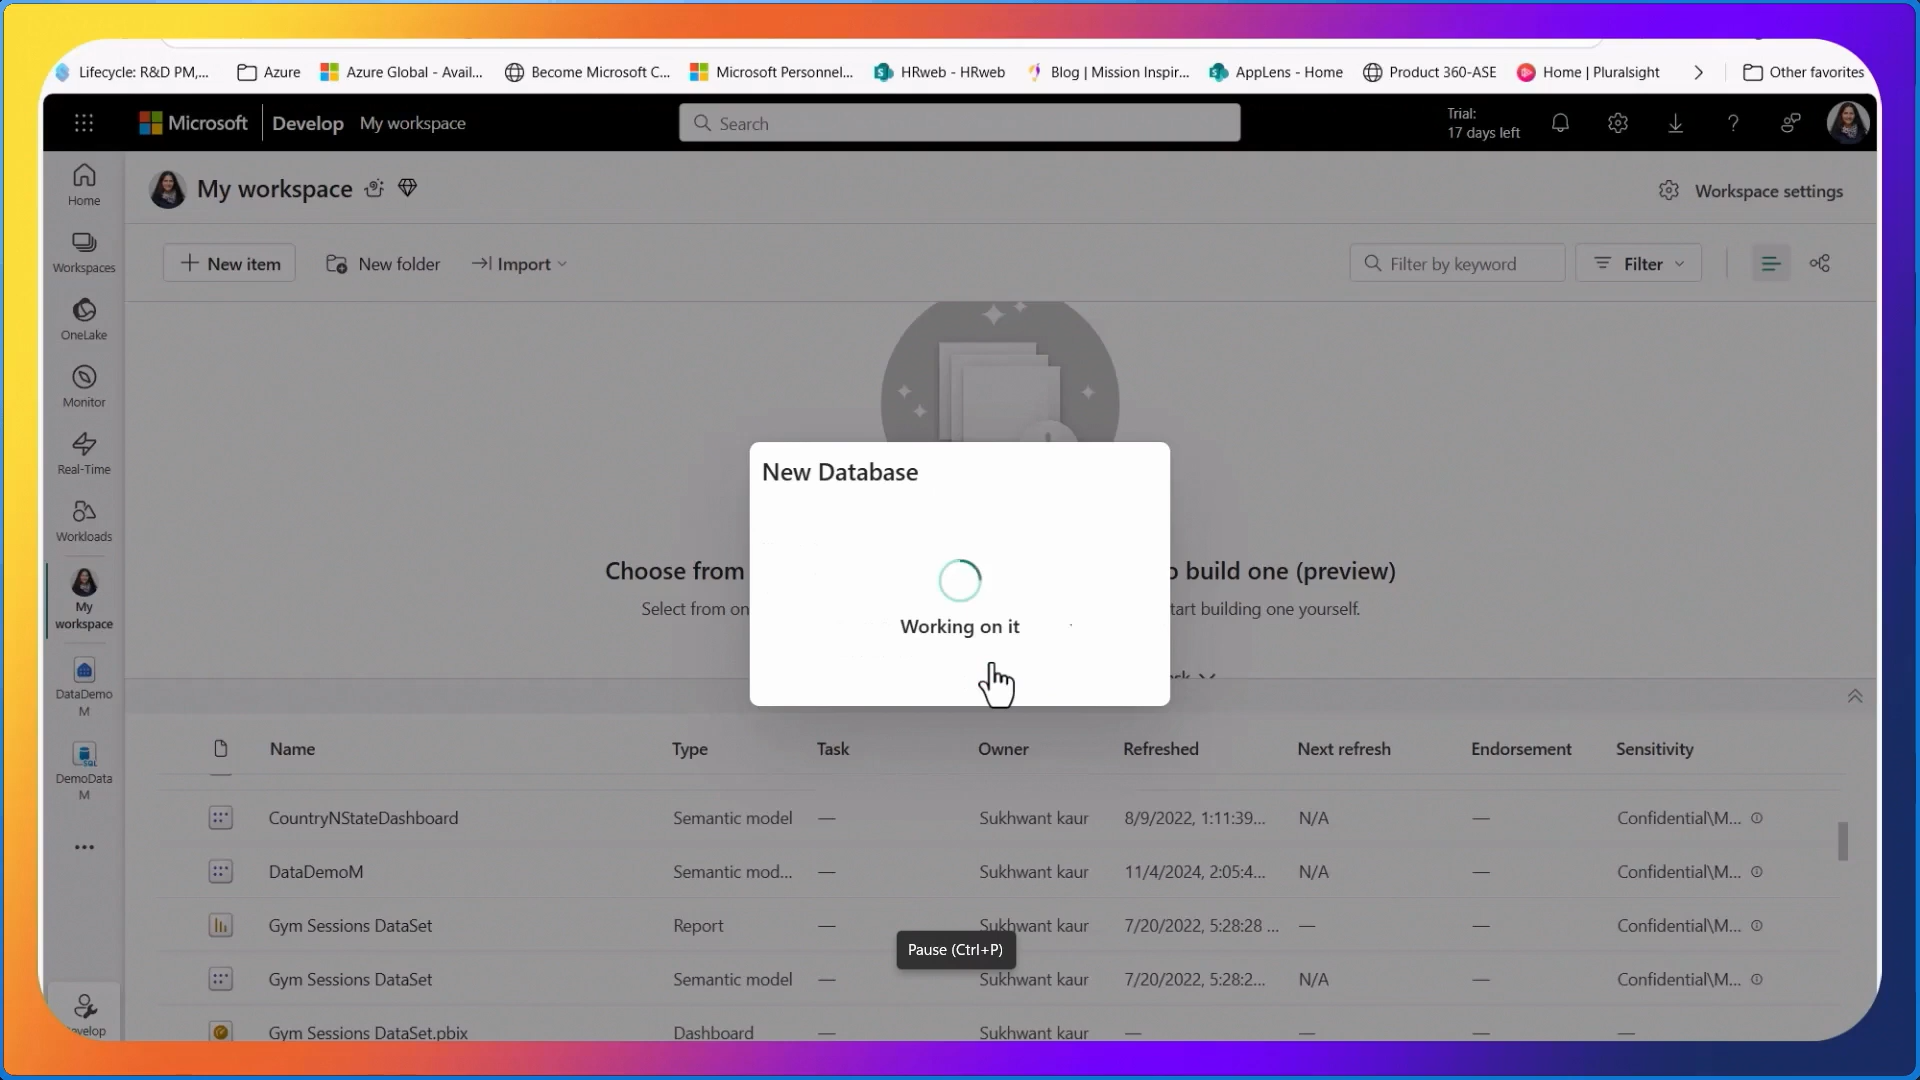 Lifecycle: R&D PM,... Azure Azure Global - Avail... Become Microsoft C... Microsoft Personnel... HRweb - HRweb Blog | Mission Inspir... AppLens - Home Product 360-ASE Home | Pluralsight Other favorites
Microsoft Develop My workspace Search Trial: 17 days left ?
My workspace Workspace settings
New item New folder Import Filter by keyword Filter
Home
Workspaces
OneLake
Monitor
Real-Time
Workloads
My workspace
DataDemo
M
SQL
DemoData
M
Develop
New Database
Working on it
Choose from o build one (preview)
Select from on tart building one yourself.
Name Type Task Owner Refreshed Next refresh Endorsement Sensitivity
CountryNStateDashboard Semantic model — Sukhwant kaur 8/9/2022, 1:11:39... N/A — Confidential\M...
DataDemoM Semantic mod... — Sukhwant kaur 11/4/2024, 2:05:4... N/A — Confidential\M...
Gym Sessions DataSet Report — Sukhwant kaur 7/20/2022, 5:28:28 ... — — Confidential\M...
Pause (Ctrl+P)
Gym Sessions DataSet Semantic model — Sukhwant kaur 7/20/2022, 5:28:2... N/A — Confidential\M...
Gym Sessions DataSet.pbix Dashboard — Sukhwant kaur — — — —